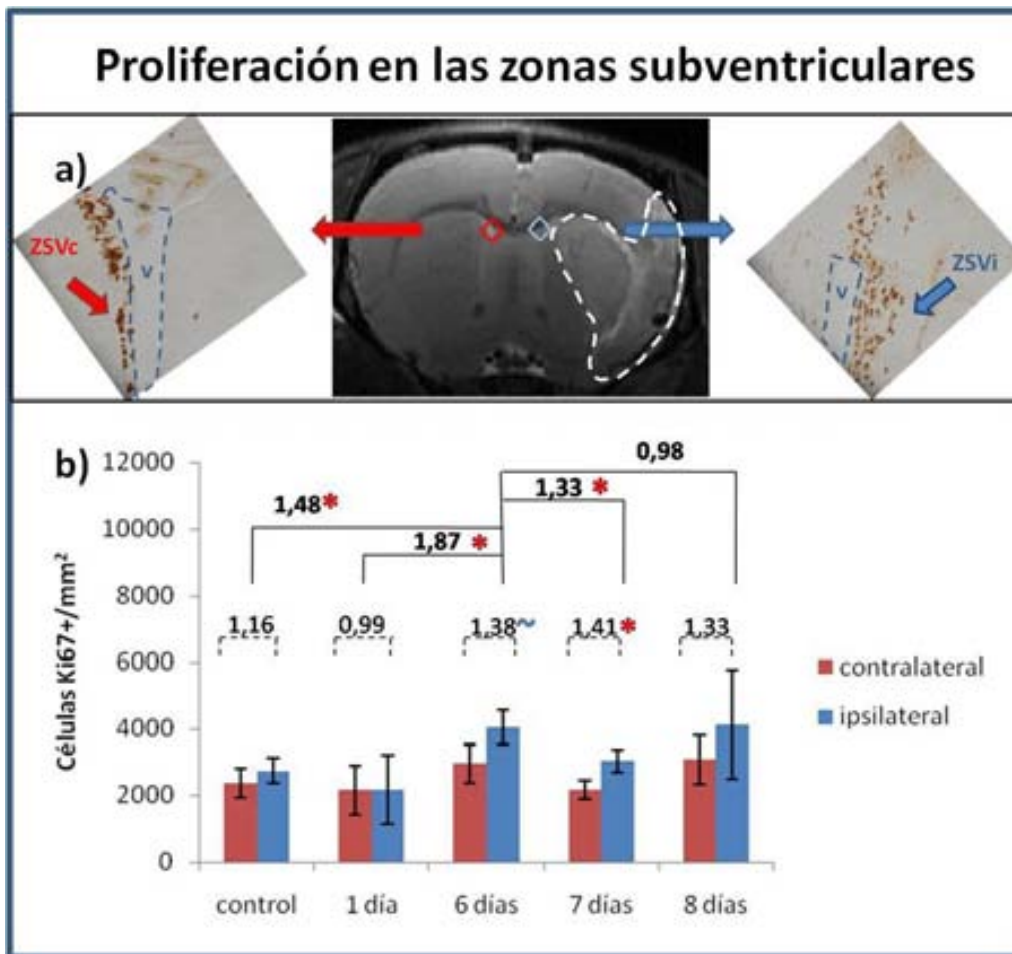 Proliferación en las zonas subventriculares
a)
ZSVc
v
v
ZSVi
b)
Células Ki67+/mm²
12000
10000
8000
6000
4000
2000
0
0,98
1,33 *
1,48*
1,87 *
1,16
0,99
1,38~
1,41*
1,33
contralateral
ipsilateral
control
1 día
6 días
7 días
8 días